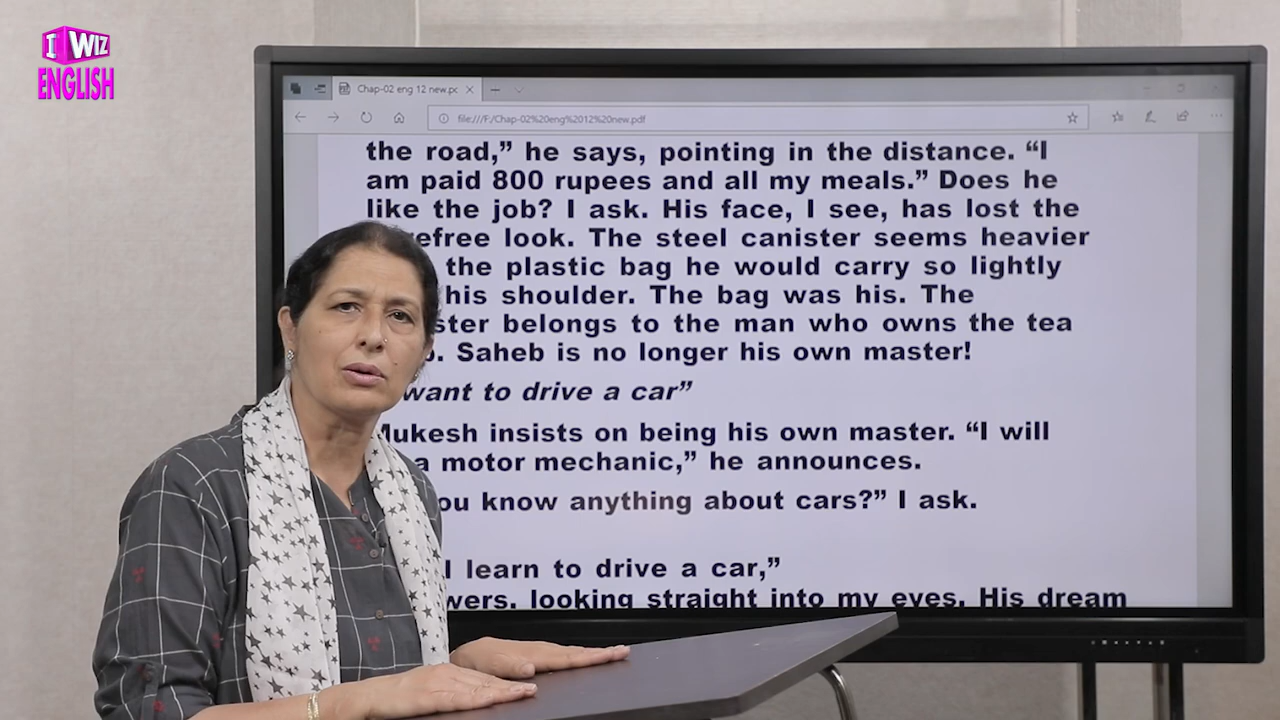 I WIZ
ENGLISH
Chap-02 eng 12 new.pc
file:///F:/Chap-02%20eng%2012%20new.pdf
the road,” he says, pointing in the distance. “I
am paid 800 rupees and all my meals.” Does he
like the job? I ask. His face, I see, has lost the
refree look. The steel canister seems heavier
the plastic bag he would carry so lightly
his shoulder. The bag was his. The
ster belongs to the man who owns the tea
Saheb is no longer his own master!
want to drive a car”
Mukesh insists on being his own master. “I will
a motor mechanic,” he announces.
ou know anything about cars?” I ask.
I learn to drive a car,”
wers, looking straight into my eyes. His dream